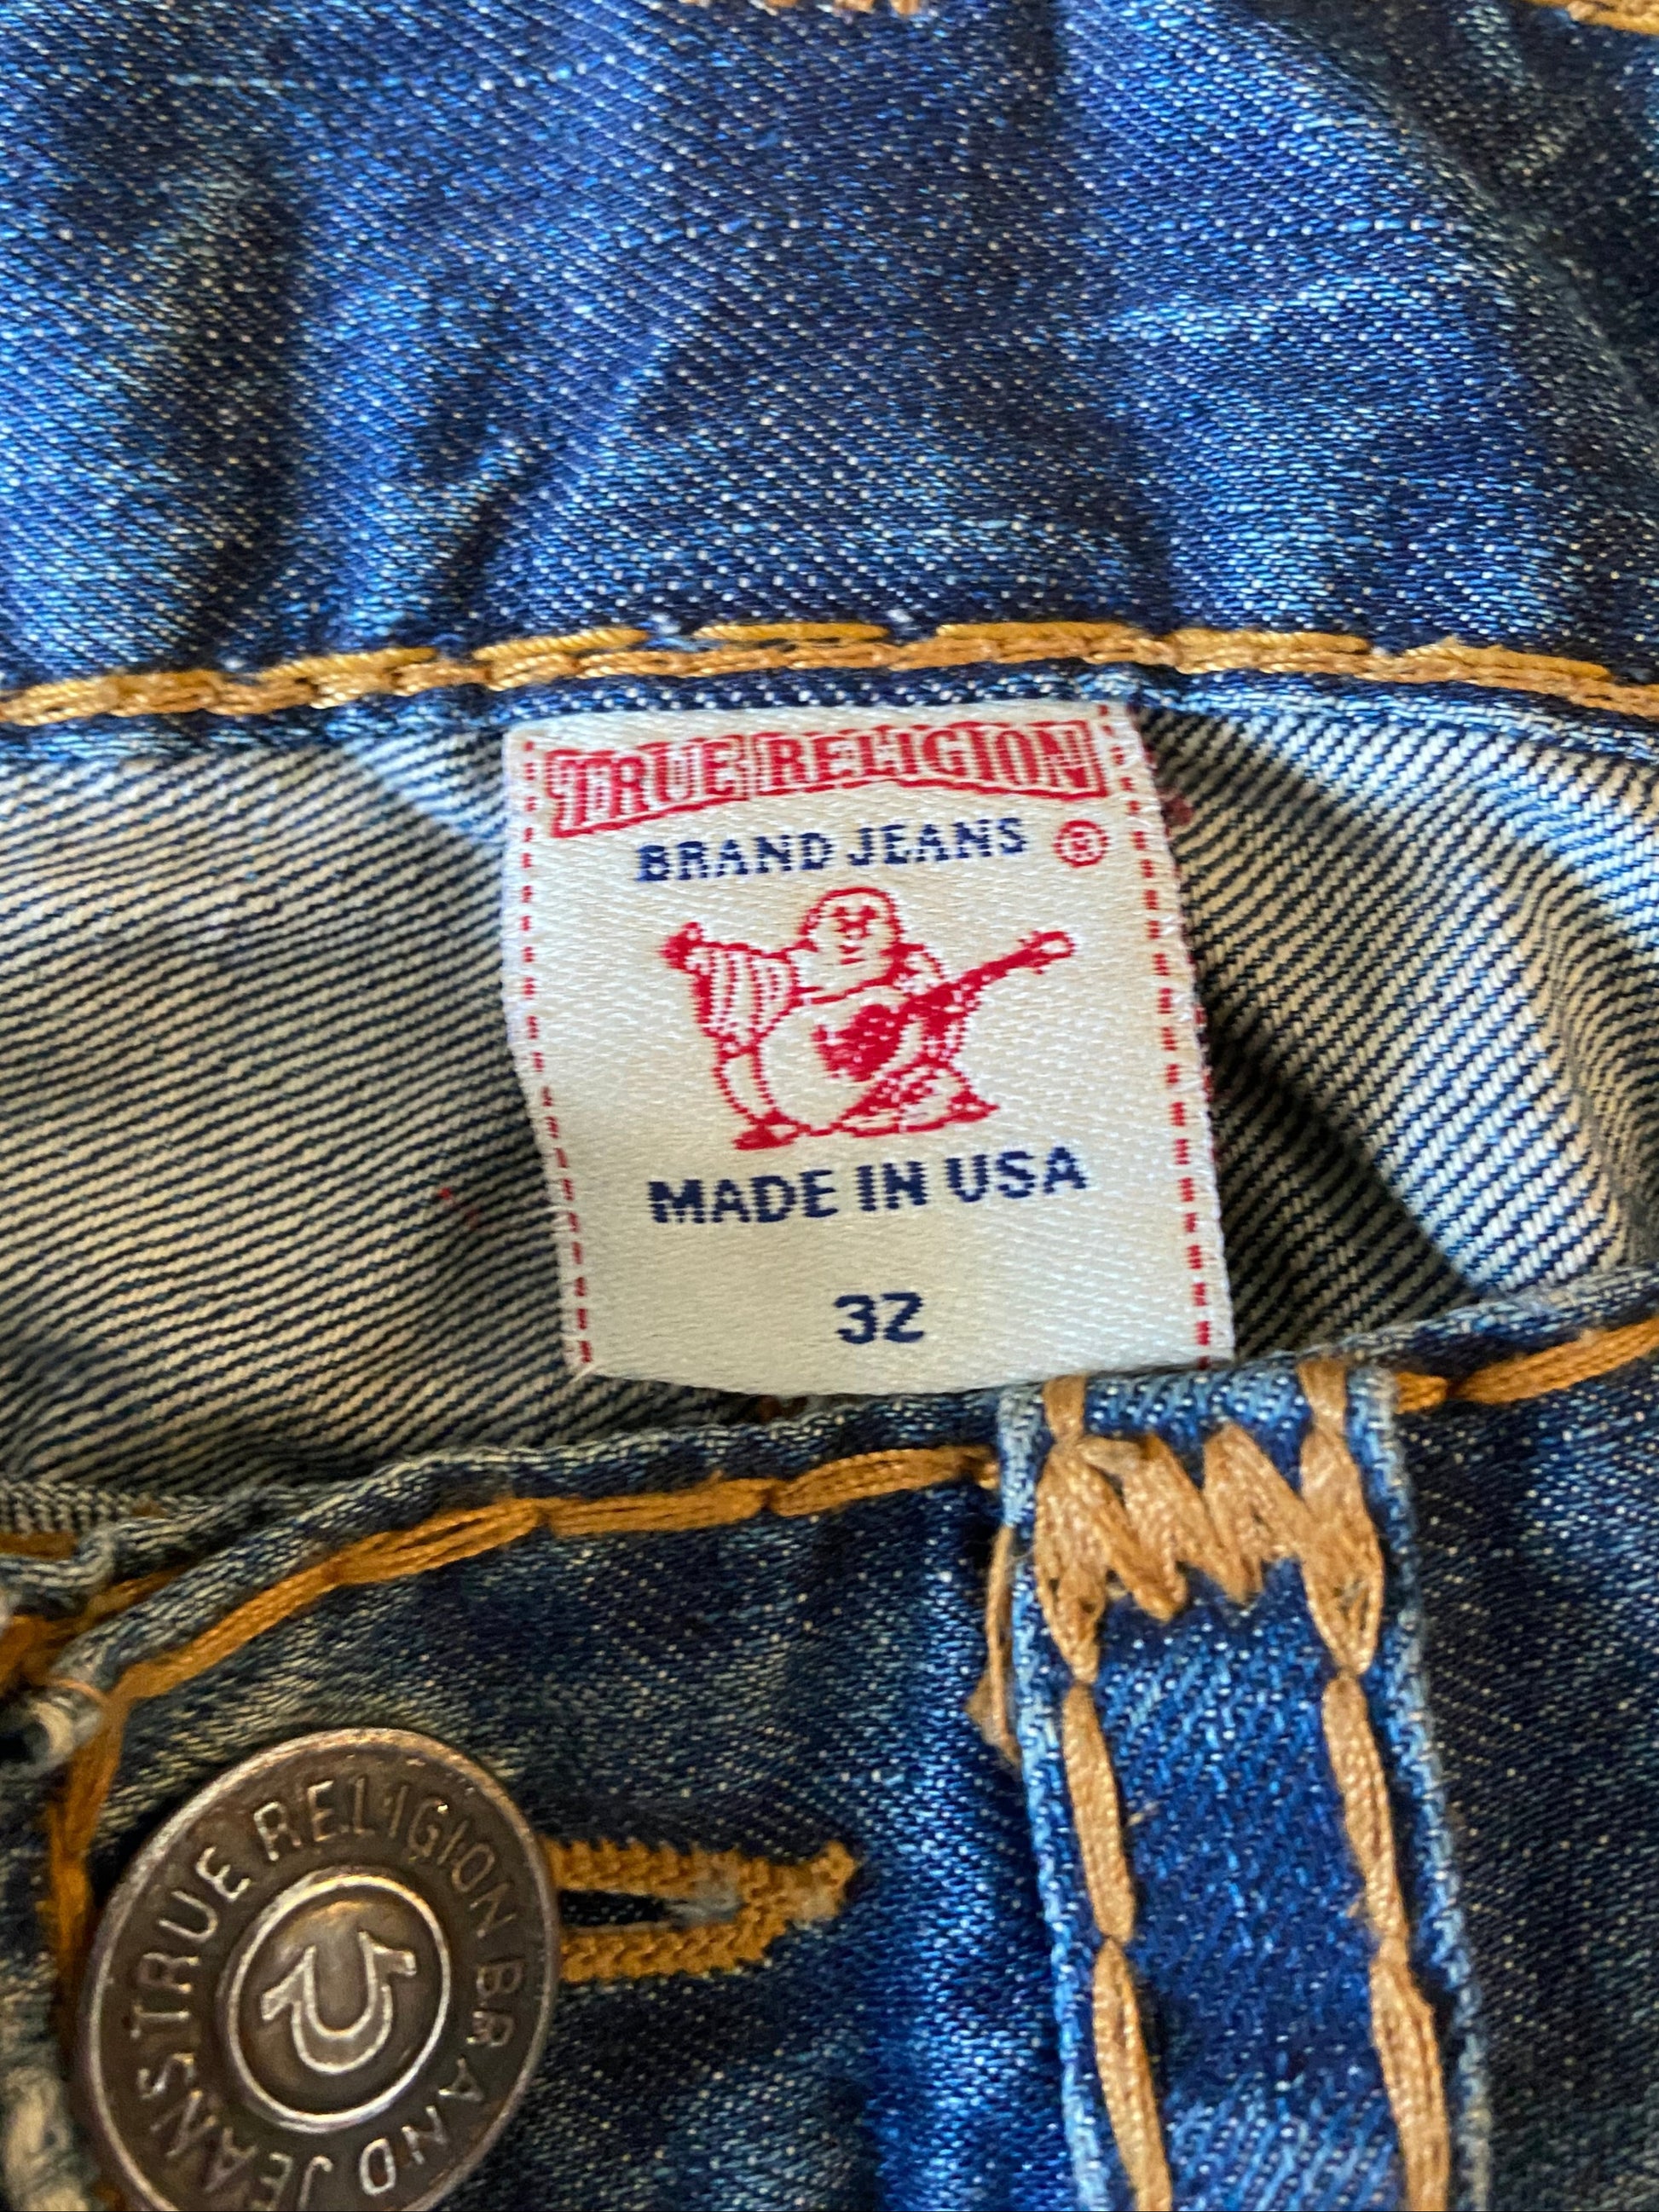 TRUE RELIGION
BRAND JEANS ®
MADE IN USA
32
TRUE RELIGION BRAND JEANS